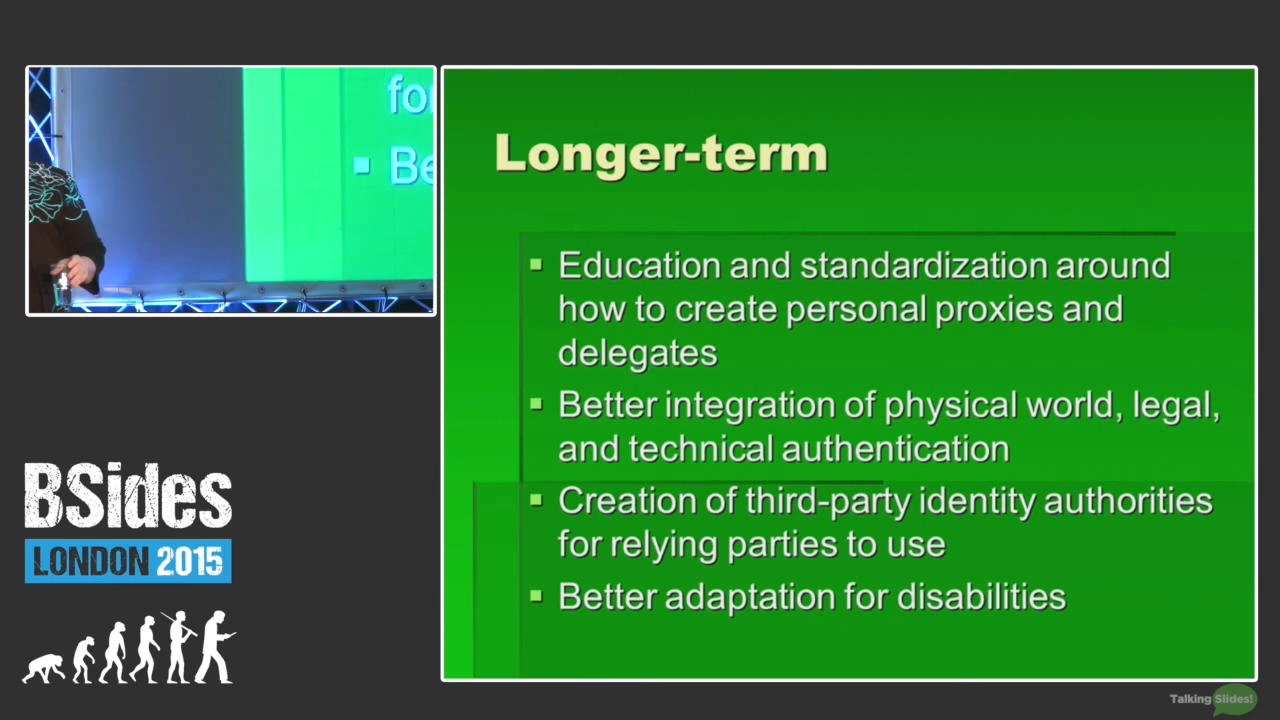 for
Be
Longer-term
Education and standardization around
how to create personal proxies and
delegates
Better integration of physical world, legal,
and technical authentication
Creation of third-party identity authorities
for relying parties to use
Better adaptation for disabilities
BSides
LONDON 2015
Talking Slides!